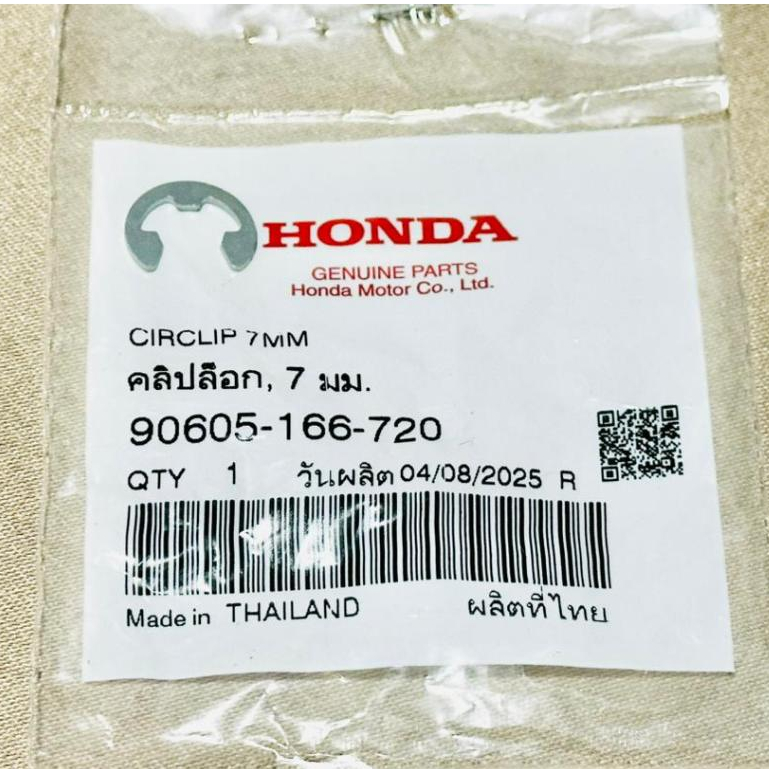 HONDA
GENUINE PARTS
Honda Motor Co., Ltd.
CIRCLIP 7MM
คลิปล็อก, 7 มม.
90605-166-720
QTY 1 วันผลิต 04/08/2025 R
Made in THAILAND ผลิตที่ไทย